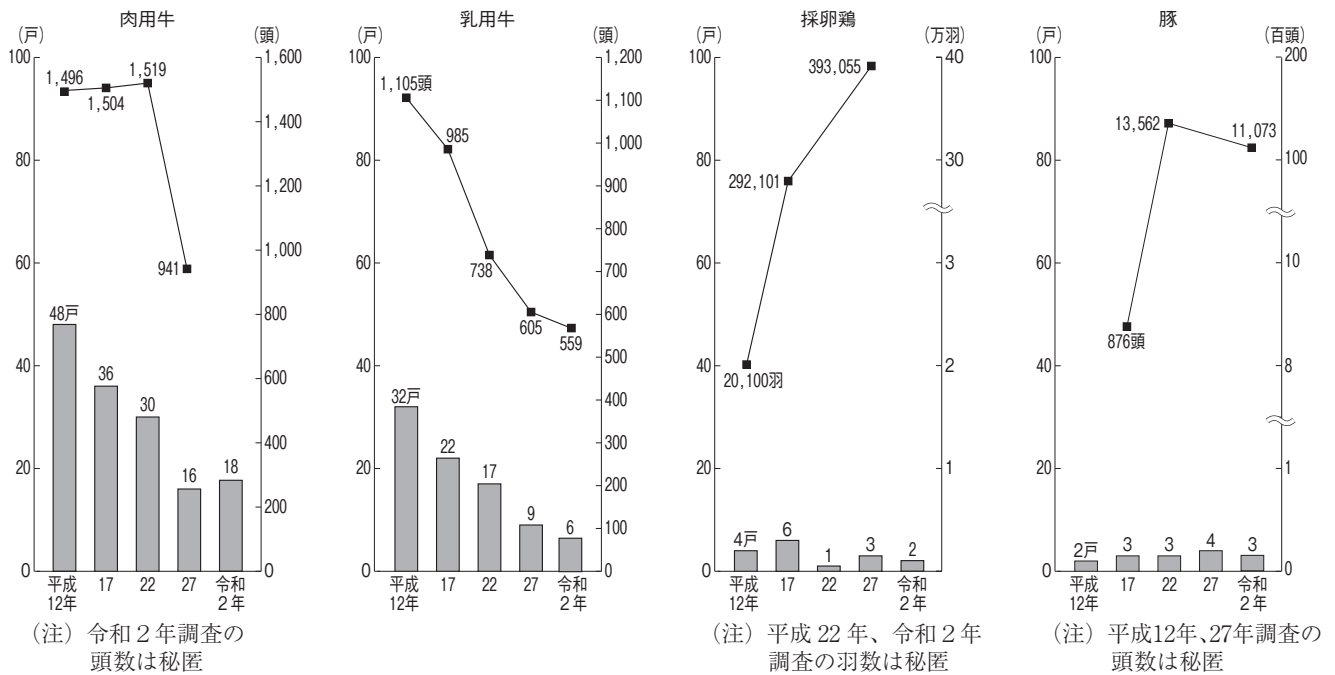 肉用牛
(戸)
(頭)
100
80
60
40
20
0
1,600
1,400
1,200
1,000
800
600
400
200
0
1,496
1,504
1,519
941
48戸
36
30
16
18
平成12年
17
22
27
令和2年
(注) 令和2年調査の
頭数は秘匿
乳用牛
(戸)
(頭)
100
80
60
40
20
0
1,200
1,100
1,000
900
800
700
600
500
400
300
200
100
0
1,105頭
985
738
605
559
32戸
22
17
9
6
平成12年
17
22
27
令和2年
採卵鶏
(戸)
(万羽)
100
80
60
40
20
0
40
30
3
2
1
393,055
292,101
20,100羽
4戸
6
1
3
2
平成12年
17
22
27
令和2年
(注) 平成22年、令和2年
調査の羽数は秘匿
豚
(戸)
(百頭)
100
80
60
40
20
0
200
100
10
8
1
0
13,562
11,073
876頭
2戸
3
3
4
3
平成12年
17
22
27
令和2年
(注) 平成12年、27年調査の
頭数は秘匿